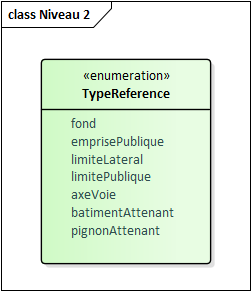 class Niveau 2
«enumeration»
TypeReference
fond
emprisePublique
limiteLateral
limitePublique
axeVoie
batimentAttenant
pignonAttenant